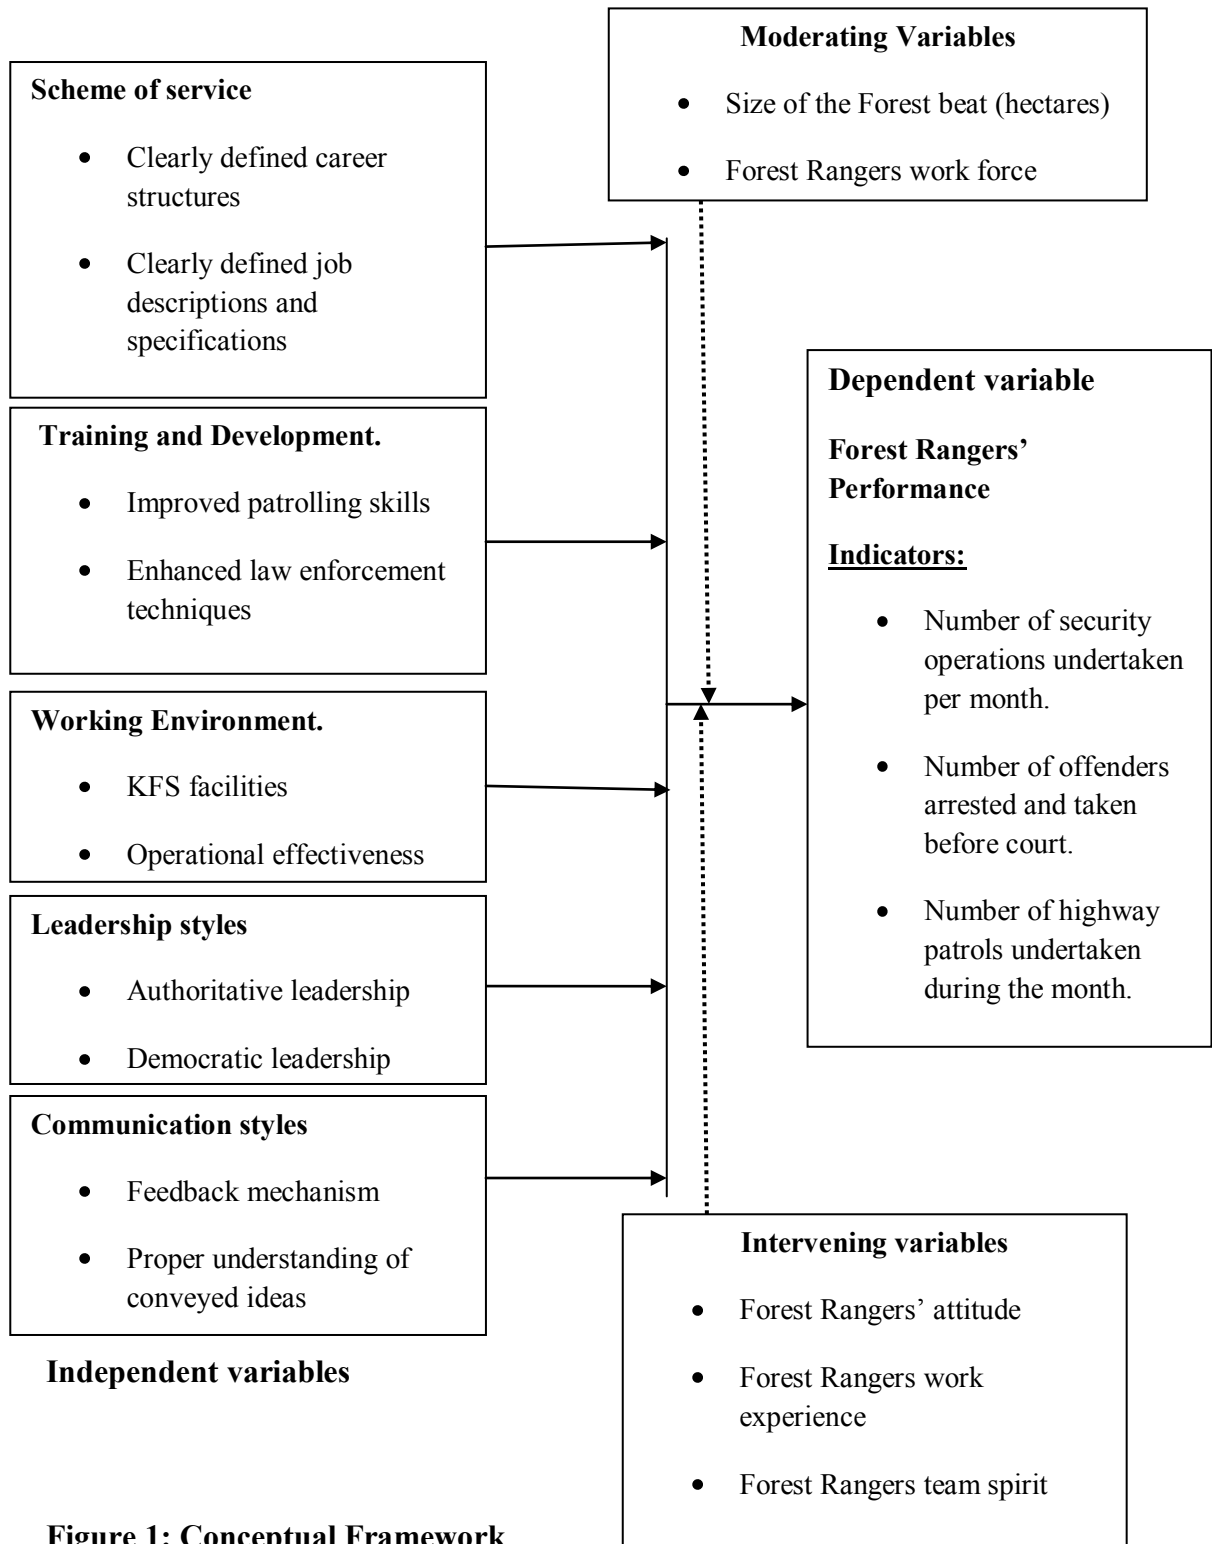 Moderating Variables
• Size of the Forest beat (hectares)
• Forest Rangers work force
Scheme of service
• Clearly defined career
structures
• Clearly defined job
descriptions and
specifications
Training and Development.
• Improved patrolling skills
• Enhanced law enforcement
techniques
Working Environment.
• KFS facilities
• Operational effectiveness
Leadership styles
• Authoritative leadership
• Democratic leadership
Communication styles
• Feedback mechanism
• Proper understanding of
conveyed ideas
Independent variables
Dependent variable
Forest Rangers’
Performance
Indicators:
• Number of security
operations undertaken
per month.
• Number of offenders
arrested and taken
before court.
• Number of highway
patrols undertaken
during the month.
Intervening variables
• Forest Rangers’ attitude
• Forest Rangers work
experience
• Forest Rangers team spirit
Figure 1: Conceptual Framework